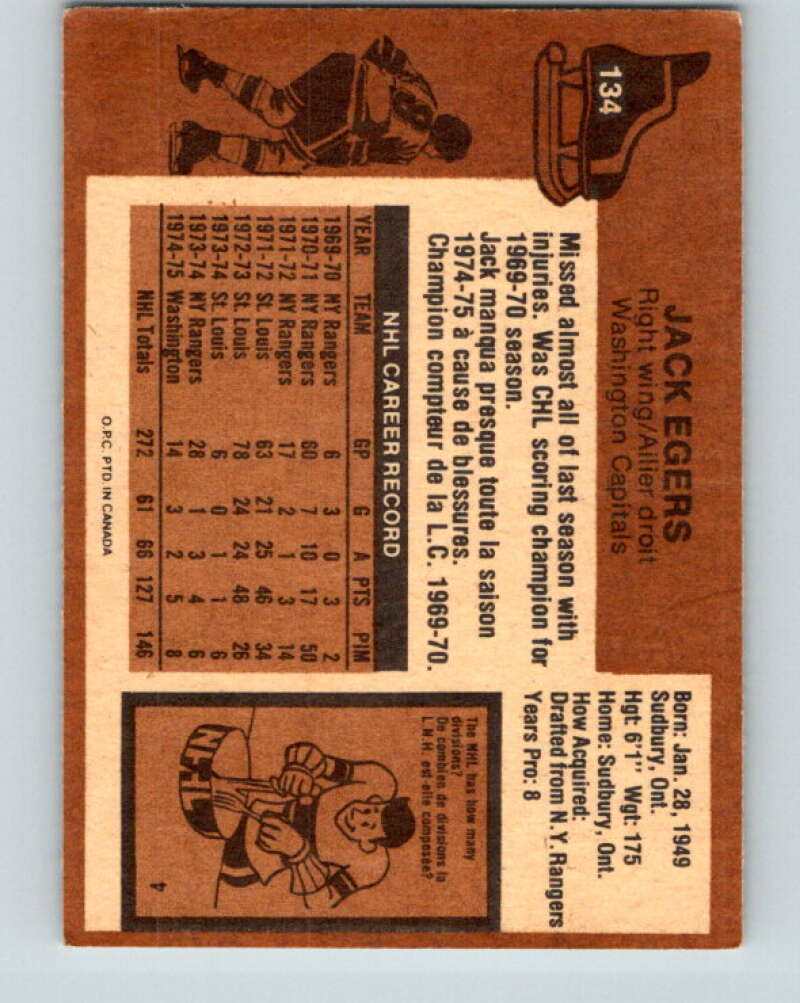 134
JACK EGERS
Right wing/Ailier droit
Washington Capitals
Born: Jan. 28, 1949
Sudbury, Ont.
Hgt: 6'1" Wgt: 175
Home: Sudbury, Ont.
How Acquired:
Drafted from N.Y. Rangers
Years Pro: 8
Missed almost all of last season with
injuries. Was CHL scoring champion for
1969-70 season.
Jack manqua presque toute la saison
1974-75 à cause de blessures.
Champion compteur de la L.C. 1969-70.
NHL CAREER RECORD
YEAR TEAM GP G A PTS PIM
1969-70 NY Rangers 6 3 0 3 2
1970-71 NY Rangers 60 7 10 17 50
1971-72 NY Rangers 17 2 1 3 14
1971-72 St. Louis 63 21 25 46 34
1972-73 St. Louis 78 24 24 48 26
1973-74 St. Louis 6 0 1 1 6
1973-74 NY Rangers 28 1 3 4 6
1974-75 Washington 14 3 2 5 8
NHL Totals 272 61 66 127 146
The NHL has how many
divisions?
De combien de divisions la
L.N.H. est-elle composée?
NHL
4
O.P.C. PTD. IN CANADA